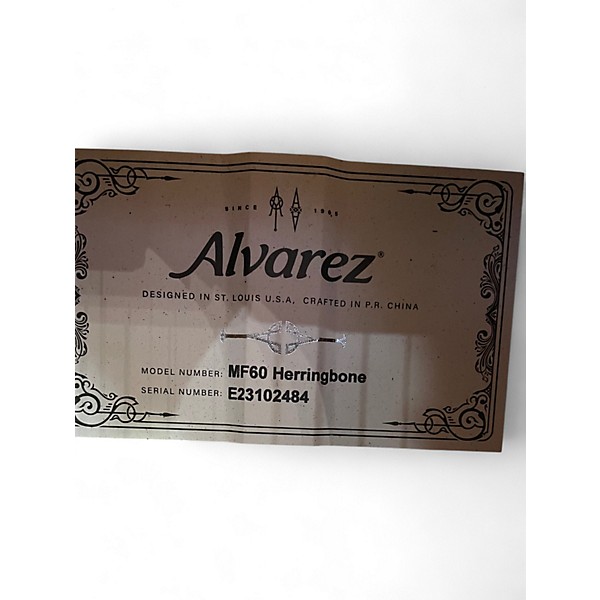 SINCE 1965
Alvarez®
DESIGNED IN ST. LOUIS U.S.A, CRAFTED IN P.R. CHINA
MODEL NUMBER: MF60 Herringbone
SERIAL NUMBER: E23102484